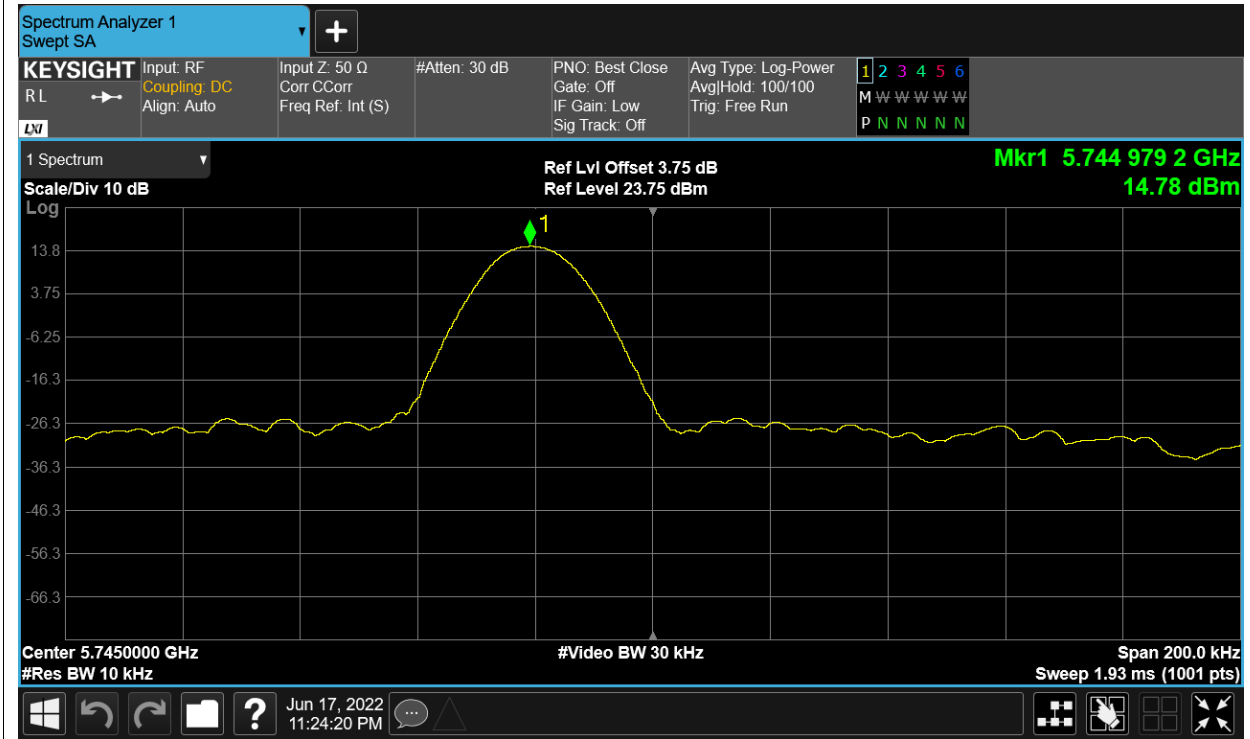 Spectrum Analyzer 1
Swept SA
+
KEYSIGHT
R L
LXI
Input: RF
Coupling: DC
Align: Auto
Input Z: 50 Ω
Corr CCorr
Freq Ref: Int (S)
#Atten: 30 dB
PNO: Best Close
Gate: Off
IF Gain: Low
Sig Track: Off
Avg Type: Log-Power
Avg|Hold: 100/100
Trig: Free Run
1 2 3 4 5 6
M W W W W W
P N N N N N
1 Spectrum
Scale/Div 10 dB
Log
Ref Lvl Offset 3.75 dB
Ref Level 23.75 dBm
Mkr1 5.744 979 2 GHz
14.78 dBm
1
13.8
3.75
-6.25
-16.3
-26.3
-36.3
-46.3
-56.3
-66.3
Center 5.7450000 GHz
#Video BW 30 kHz
Span 200.0 kHz
#Res BW 10 kHz
Sweep 1.93 ms (1001 pts)
?
Jun 17, 2022
11:24:20 PM